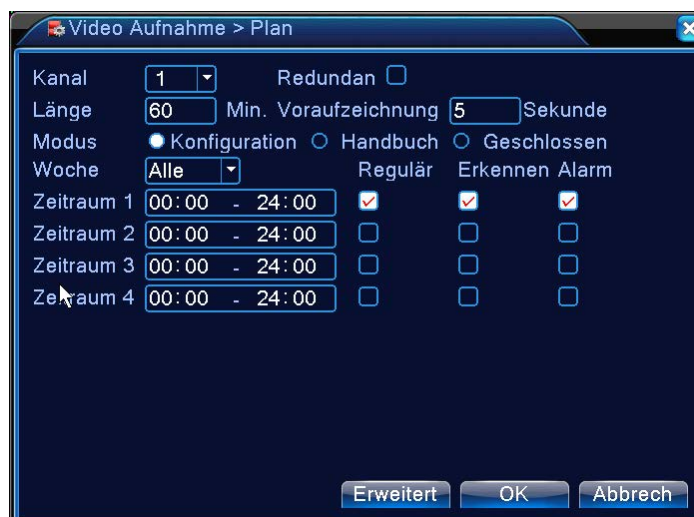 Video Aufnahme > Plan
Kanal 1 Redundan
Länge 60 Min. Voraufzeichnung 5 Sekunde
Modus Konfiguration Handbuch Geschlossen
Woche Alle Regulär Erkennen Alarm
Zeitraum 1 00:00 - 24:00
Zeitraum 2 00:00 - 24:00
Zeitraum 3 00:00 - 24:00
Zeitraum 4 00:00 - 24:00
Erweitert OK Abbrech